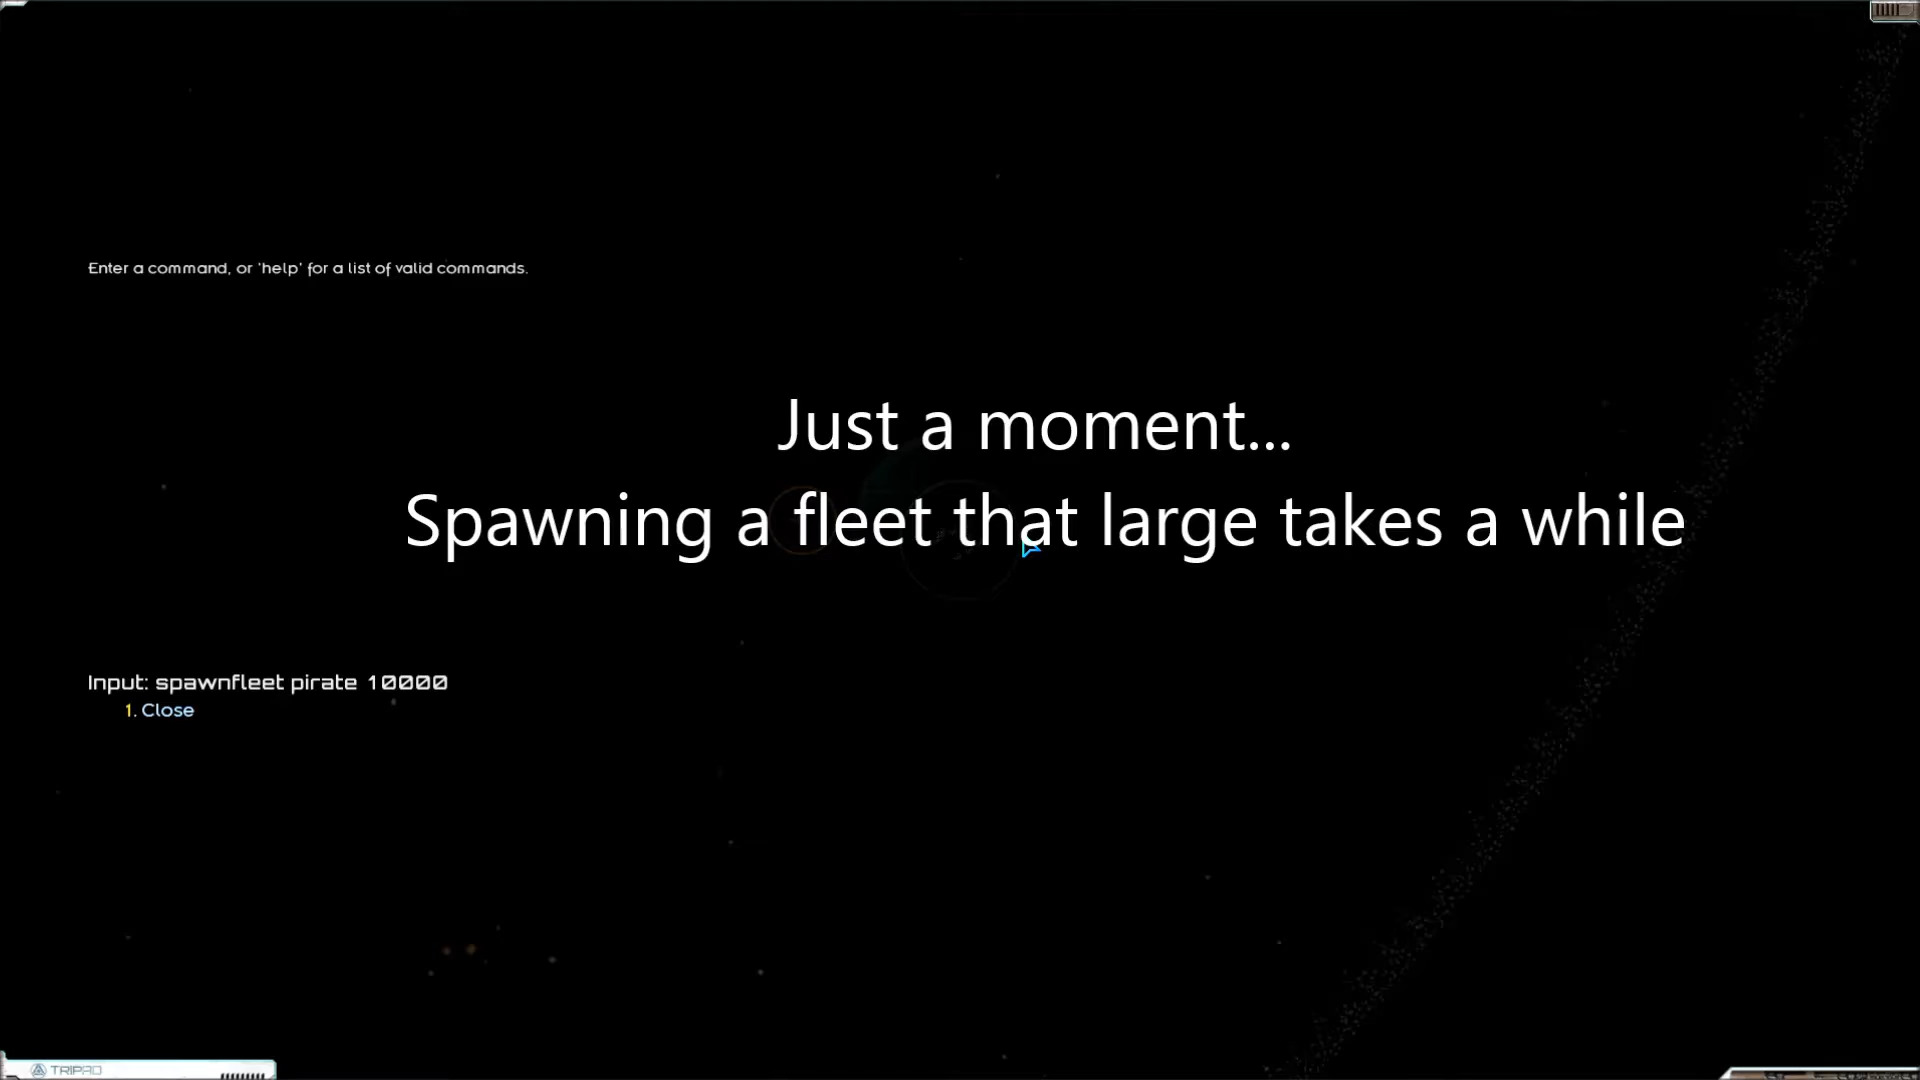 Enter a command, or 'help' for a list of valid commands.
Just a moment...
Spawning a fleet that large takes a while
Input: spawnfleet pirate 10000
1. Close
TRIPAD